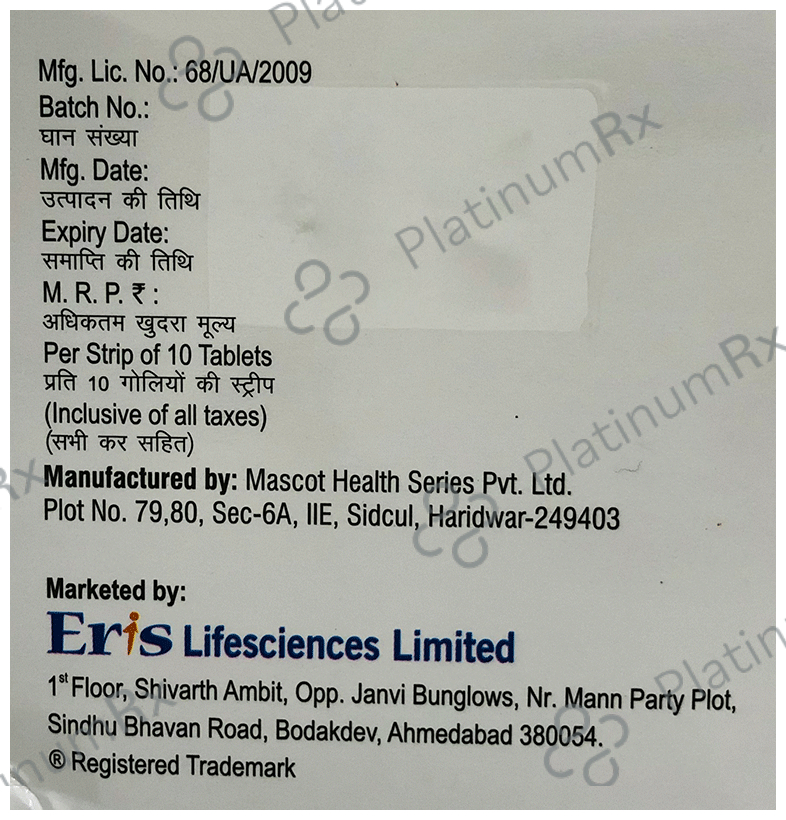 Mfg. Lic. No.: 68/UA/2009
Batch No.:
घान संख्या
Mfg. Date:
उत्पादन की तिथि
Expiry Date:
समाप्ति की तिथि
M. R. P. ₹ :
अधिकतम खुदरा मूल्य
Per Strip of 10 Tablets
प्रति 10 गोलियों की स्ट्रीप
(Inclusive of all taxes)
(सभी कर सहित)
Manufactured by: Mascot Health Series Pvt. Ltd.
Plot No. 79,80, Sec-6A, IIE, Sidcul, Haridwar-249403
Marketed by:
Eris Lifesciences Limited
1st Floor, Shivarth Ambit, Opp. Janvi Bunglows, Nr. Mann Party Plot,
Sindhu Bhavan Road, Bodakdev, Ahmedabad 380054.
® Registered Trademark
PlatinumRx
PlatinumRx